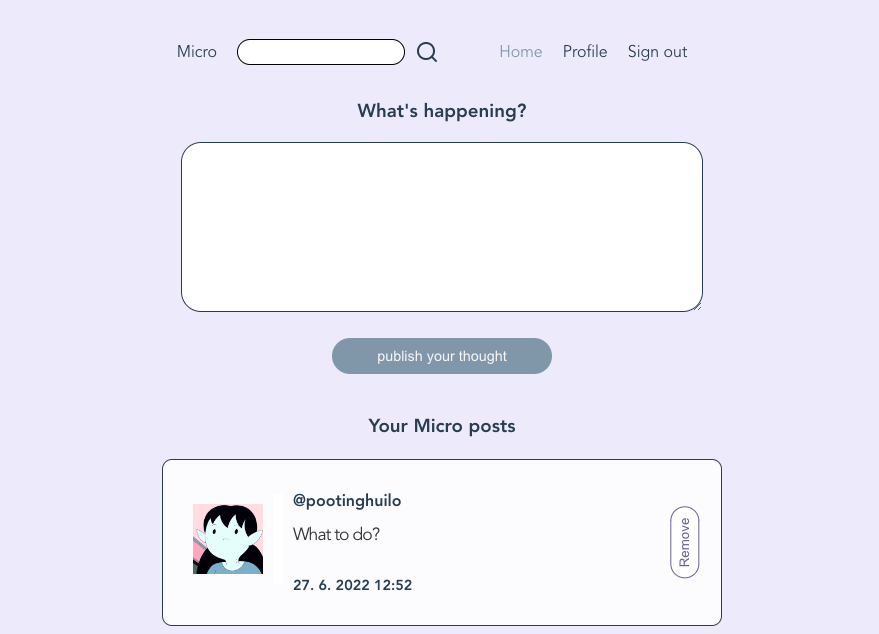 Micro Home Profile Sign out
What's happening?
publish your thought
Your Micro posts
@pootinghuilo
What to do?
Remove
27. 6. 2022 12:52